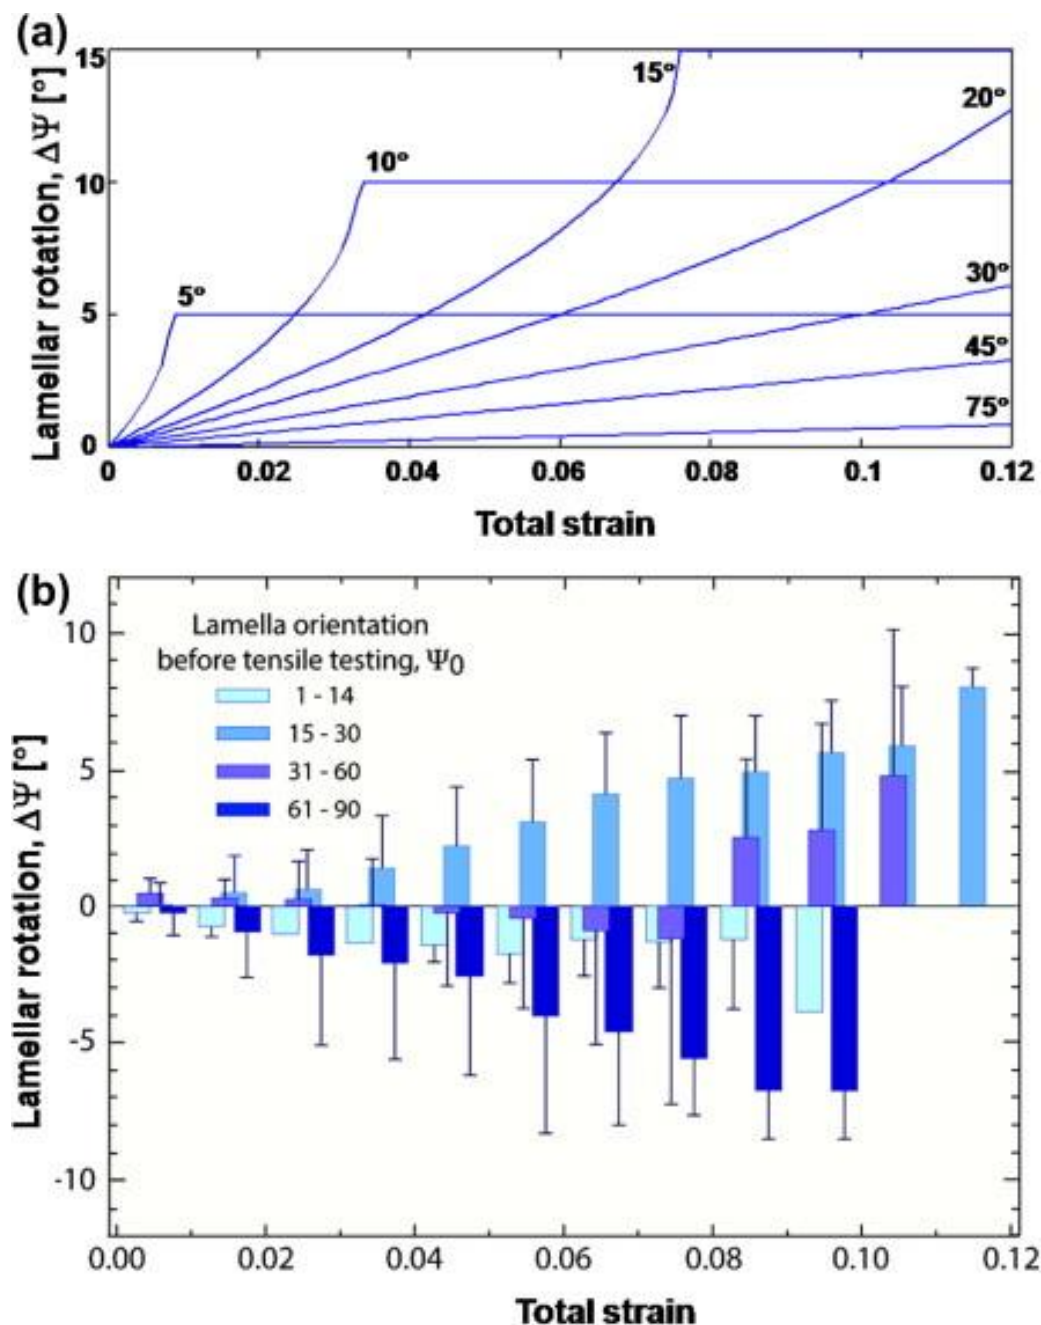 (a)
Lamellar rotation, ΔΨ [°]
15
10
5
0
5°
10°
15°
20°
30°
45°
75°
0 0.02 0.04 0.06 0.08 0.1 0.12
Total strain
(b)
Lamellar rotation, ΔΨ [°]
10
5
0
-5
-10
Lamella orientation
before tensile testing, Ψ0
1 - 14
15 - 30
31 - 60
61 - 90
0.00 0.02 0.04 0.06 0.08 0.10 0.12
Total strain